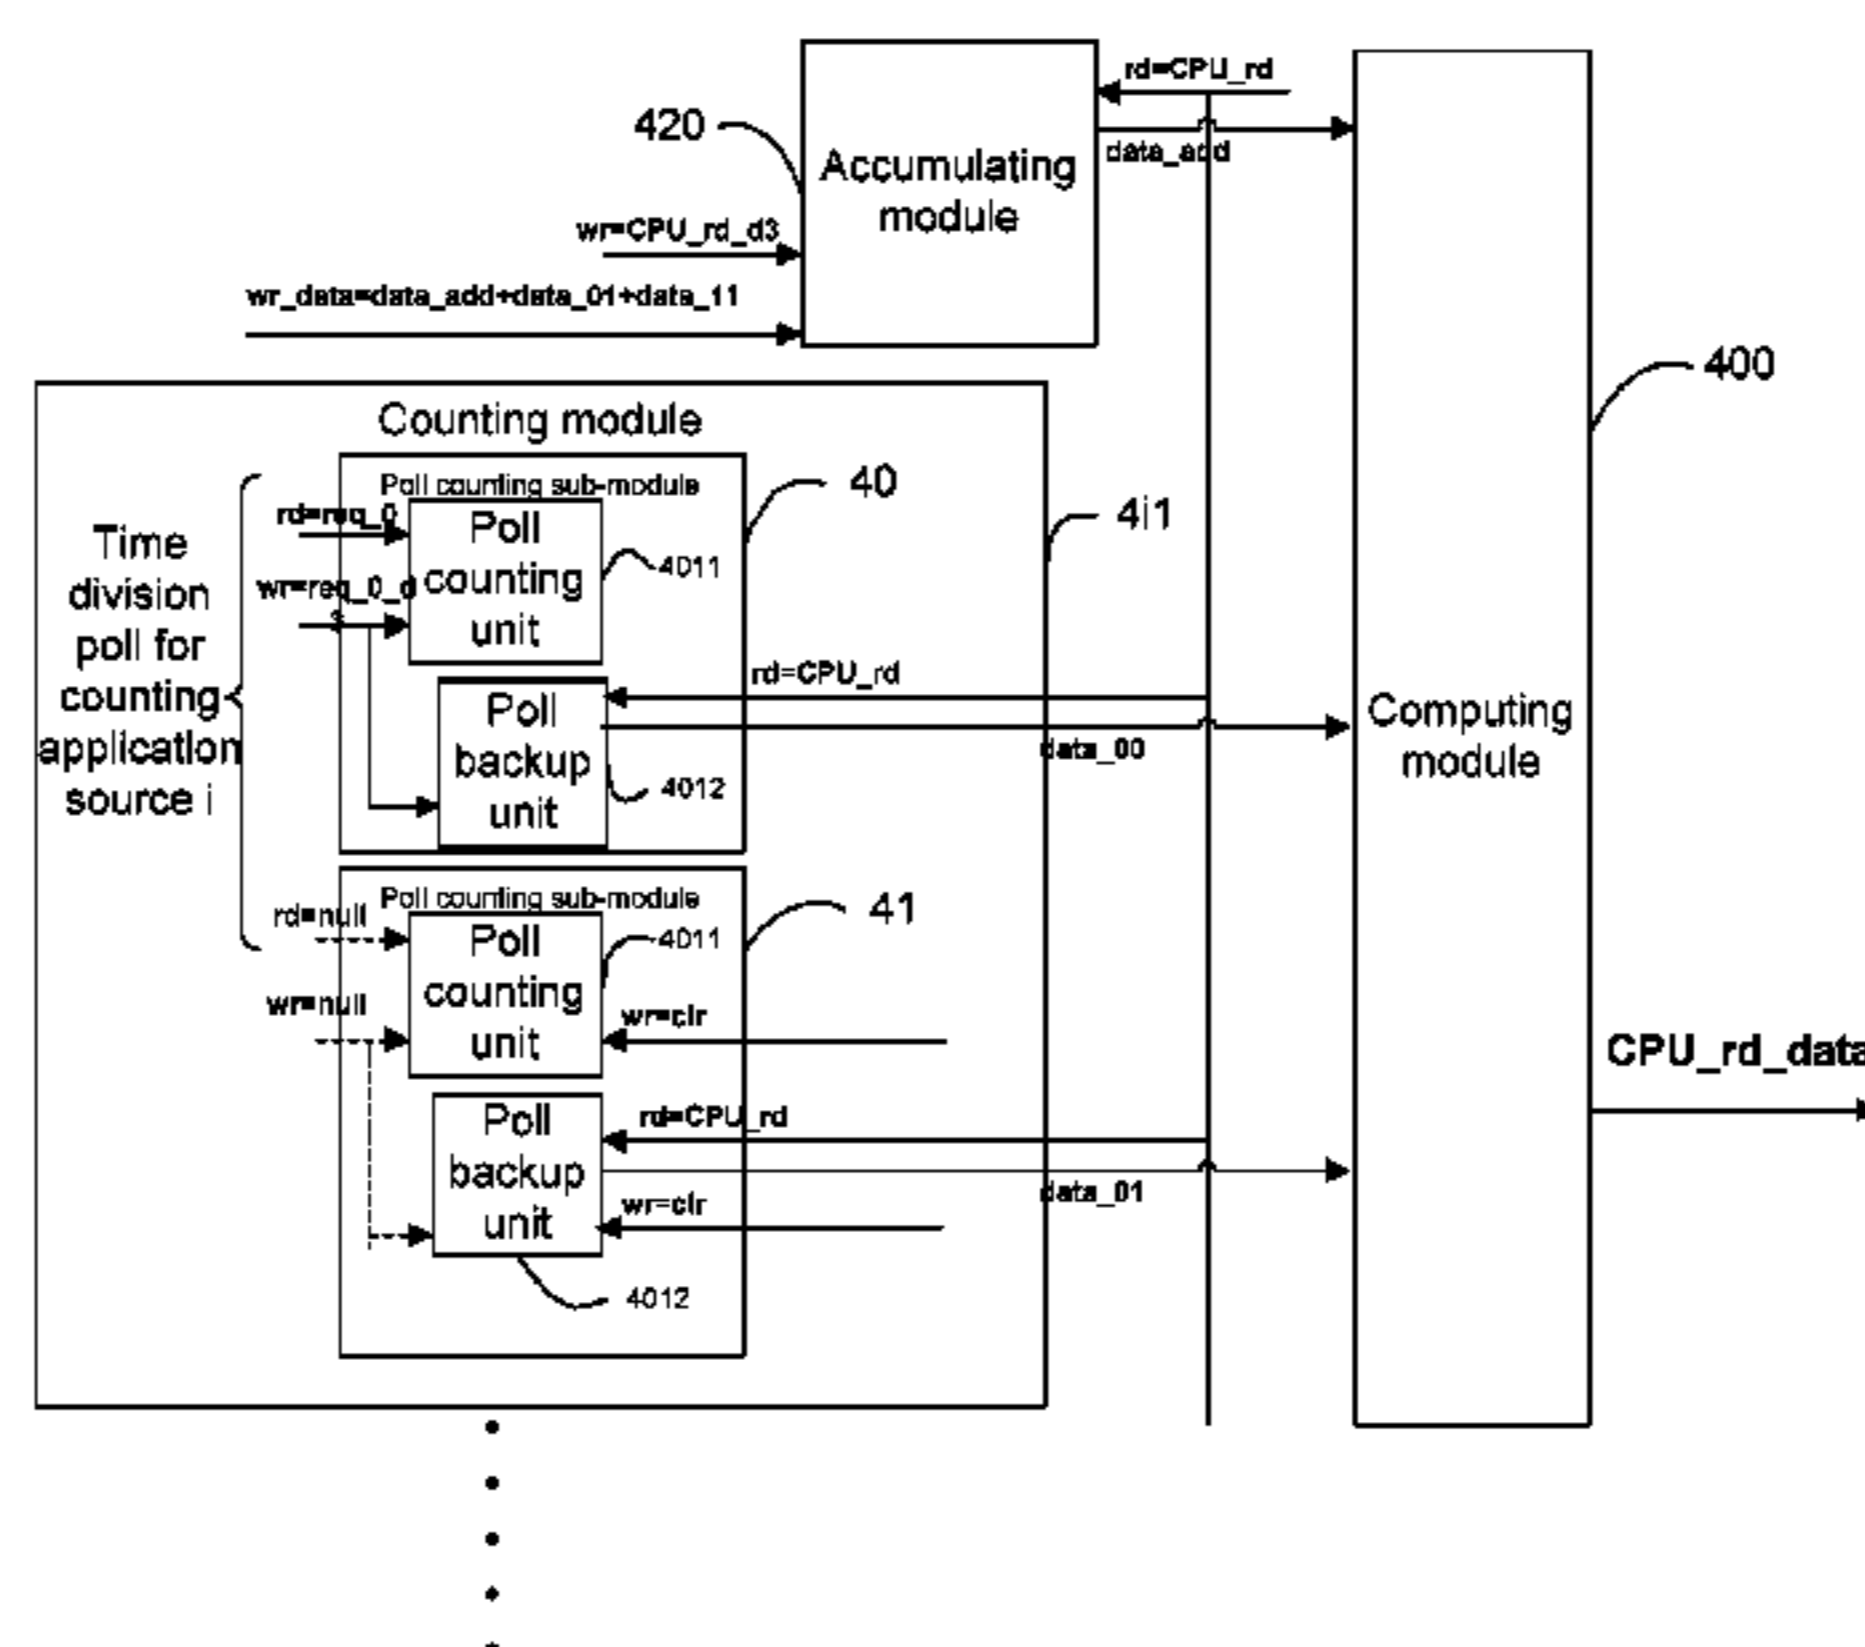 rd=CPU_rd
420
Accumulating
module
data_add
wr=CPU_rd_d3
wr_data=data_add+data_01+data_11
400
Counting module
Poll counting sub-module
40
4i1
rd=req_0
Poll
counting
unit
4011
wr=req_0_d
3
Time
division
poll for
counting
application
source i
rd=CPU_rd
Poll
backup
unit
4012
data_00
Computing
module
Poll counting sub-module
41
rd=null
Poll
counting
unit
4011
wr=null
wr=clr
CPU_rd_data
Poll
backup
unit
rd=CPU_rd
data_01
wr=clr
4012